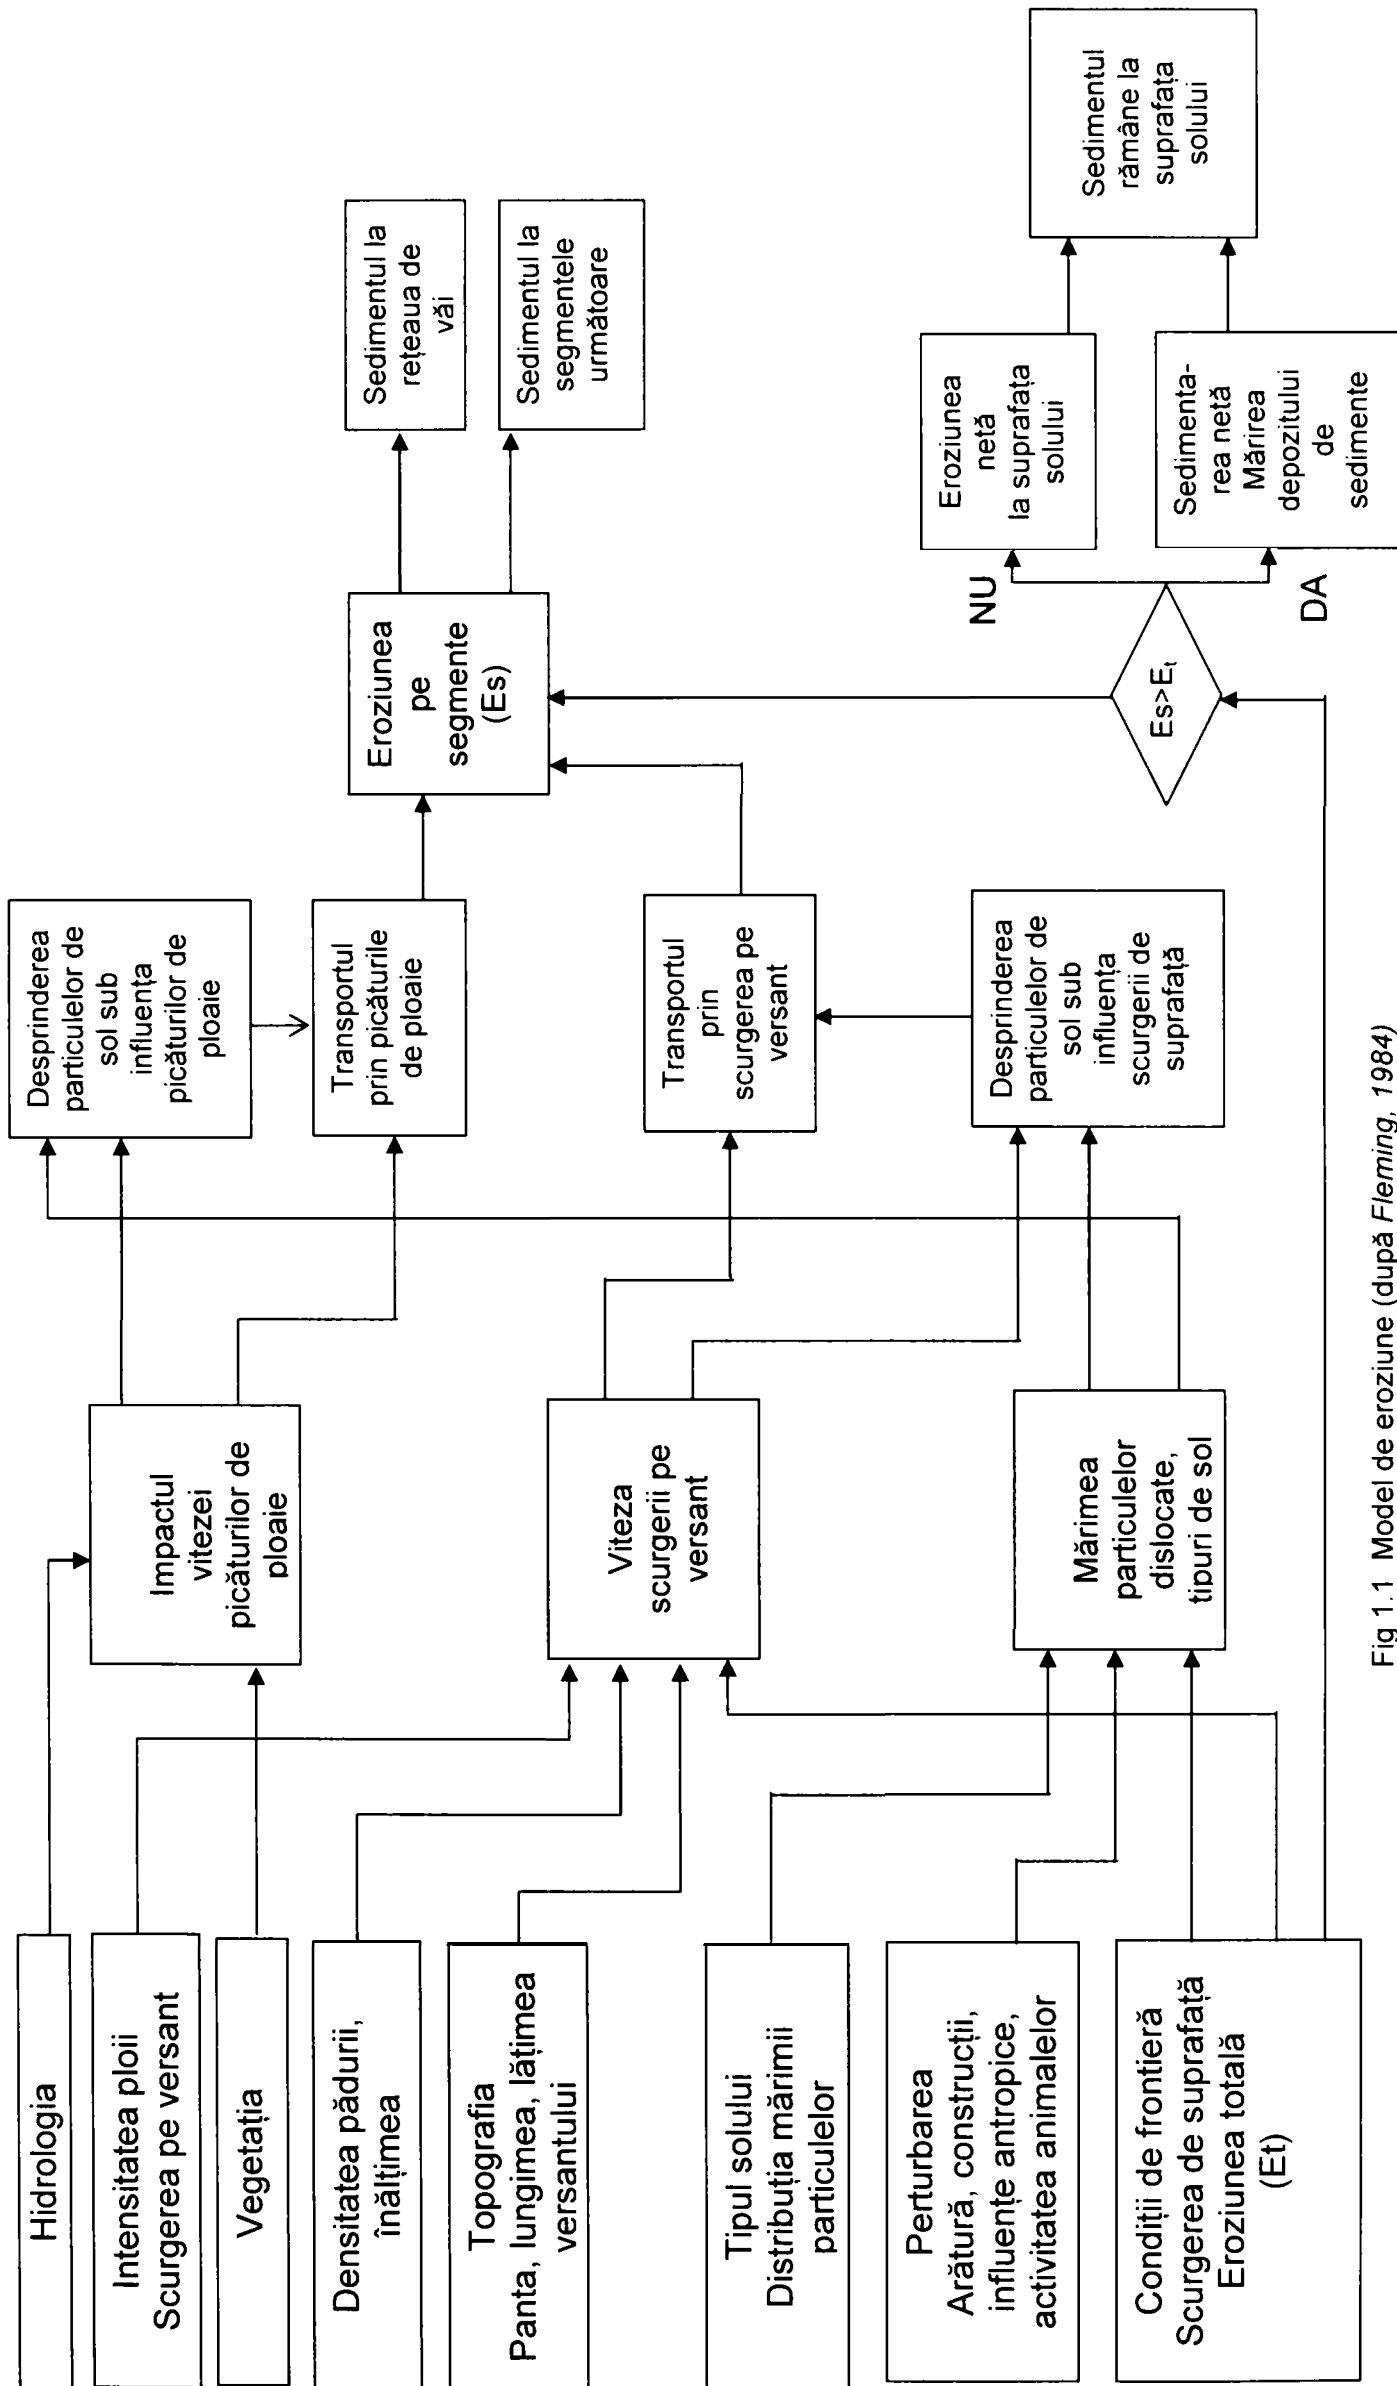 Hidrologia
Intensitatea ploii
Scurgerea pe versant
Vegetația
Densitatea pădurii,
înălțimea
Topografia
Panta, lungimea, lățimea
versantului
Tipul solului
Distribuția mărimii
particulelor
Perturbarea
Arătură, construcții,
influențe antropice,
activitatea animalelor
Condiții de frontieră
Scurgerea de suprafață
Eroziunea totală
(Et)
Impactul
vitezei
picăturilor de
ploaie
Viteza
scurgerii pe
versant
Mărimea
particulelor
dislocate,
tipuri de sol
Desprinderea
particulelor de
sol sub
influența
picăturilor de
ploaie
Transportul
prin picăturile
de ploaie
Transportul
prin
scurgerea pe
versant
Desprinderea
particulelor de
sol sub
influența
scurgerii de
suprafață
Eroziunea
pe
segmente
(Es)
Es>Et
NU
DA
Sedimentul la
rețeaua de
văi
Sedimentul la
segmentele
următoare
Eroziunea
netă
la suprafața
solului
Sedimenta-
rea netă
Mărirea
depozitului
de
sedimente
Sedimentul
rămâne la
suprafața
solului
Fig 1.1 Model de eroziune (după Fleming, 1984)